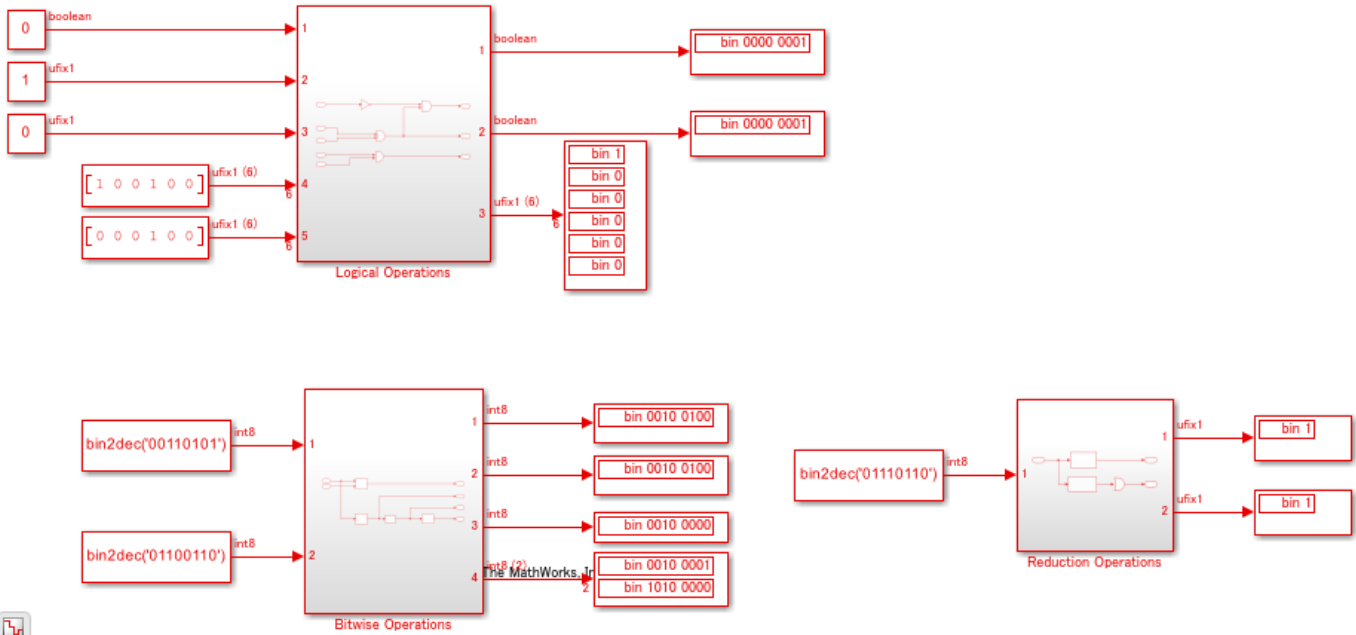 0
boolean
1
ufix1
0
ufix1
[1 0 0 1 0 0]
ufix1 (6)
6
[0 0 0 1 0 0]
ufix1 (6)
6
1
2
3
4
5
1
2
3
Logical Operations
boolean
bin 0000 0001
boolean
bin 0000 0001
ufix1 (6)
6
bin 1
bin 0
bin 0
bin 0
bin 0
bin 0
bin2dec('00110101')
int8
bin2dec('01100110')
int8
1
2
1
2
3
4
Bitwise Operations
int8
bin 0010 0100
int8
bin 0010 0100
int8
bin 0010 0000
int8 (2)
The MathWorks, In
2
bin 0010 0001
bin 1010 0000
bin2dec('01110110')
int8
1
1
2
Reduction Operations
ufix1
bin 1
ufix1
bin 1